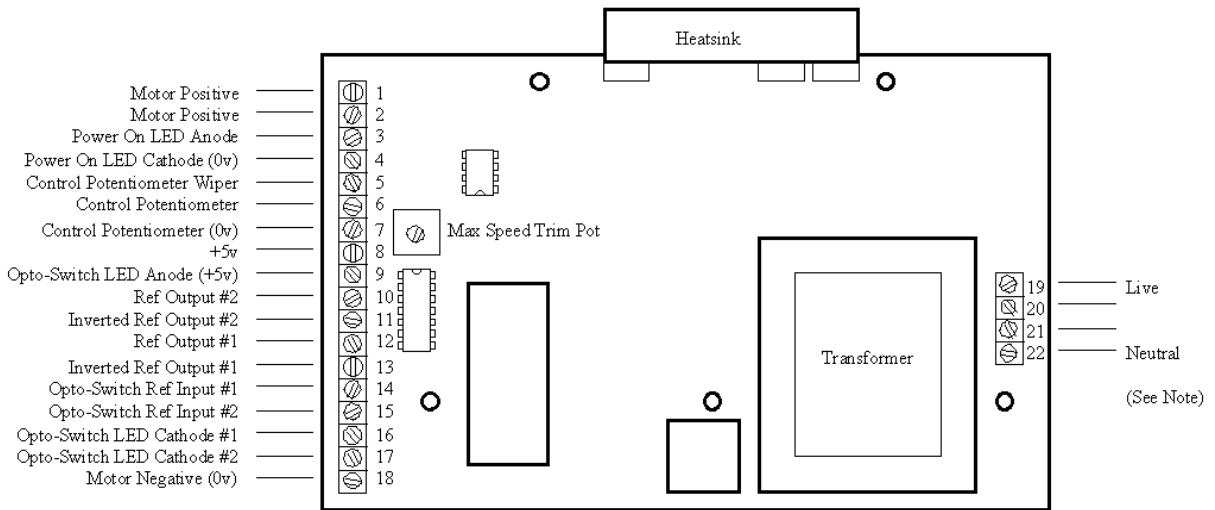 Heatsink
Motor Positive 1
Motor Positive 2
Power On LED Anode 3
Power On LED Cathode (0v) 4
Control Potentiometer Wiper 5
Control Potentiometer 6
Control Potentiometer (0v) 7
Max Speed Trim Pot
+5v 8
Opto-Switch LED Anode (+5v) 9
Ref Output #2 10
Inverted Ref Output #2 11
Ref Output #1 12
Inverted Ref Output #1 13
Opto-Switch Ref Input #1 14
Opto-Switch Ref Input #2 15
Opto-Switch LED Cathode #1 16
Opto-Switch LED Cathode #2 17
Motor Negative (0v) 18
Transformer
19 Live
20
21
22 Neutral
(See Note)